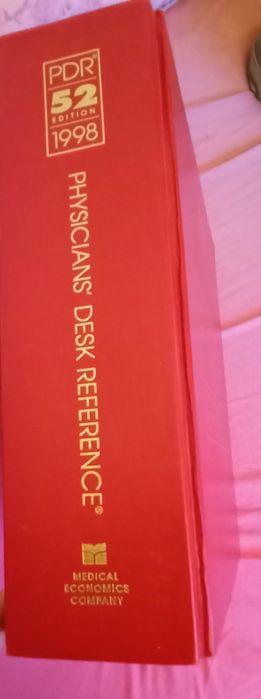 PDR®
52
EDITION
1998
PHYSICIANS' DESK REFERENCE®
MEDICAL
ECONOMICS
COMPANY